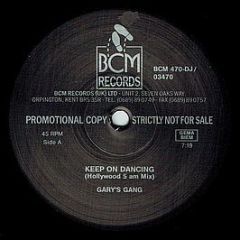 BCM
RECORDS
BCM 470-DJ/
03470
BCM RECORDS (UK) LTD - UNIT 2, SEVEN OAKS WAY,
ORPINGTON, KENT BR5 3SR - TEL: (0689) 890749 - FAX: (0689) 890757
PROMOTIONAL COPY STRICTLY NOT FOR SALE
45 RPM
Side A
GEMA
BIEM
7:19
KEEP ON DANCING
(Hollywood 5 am Mix)
GARY'S GANG